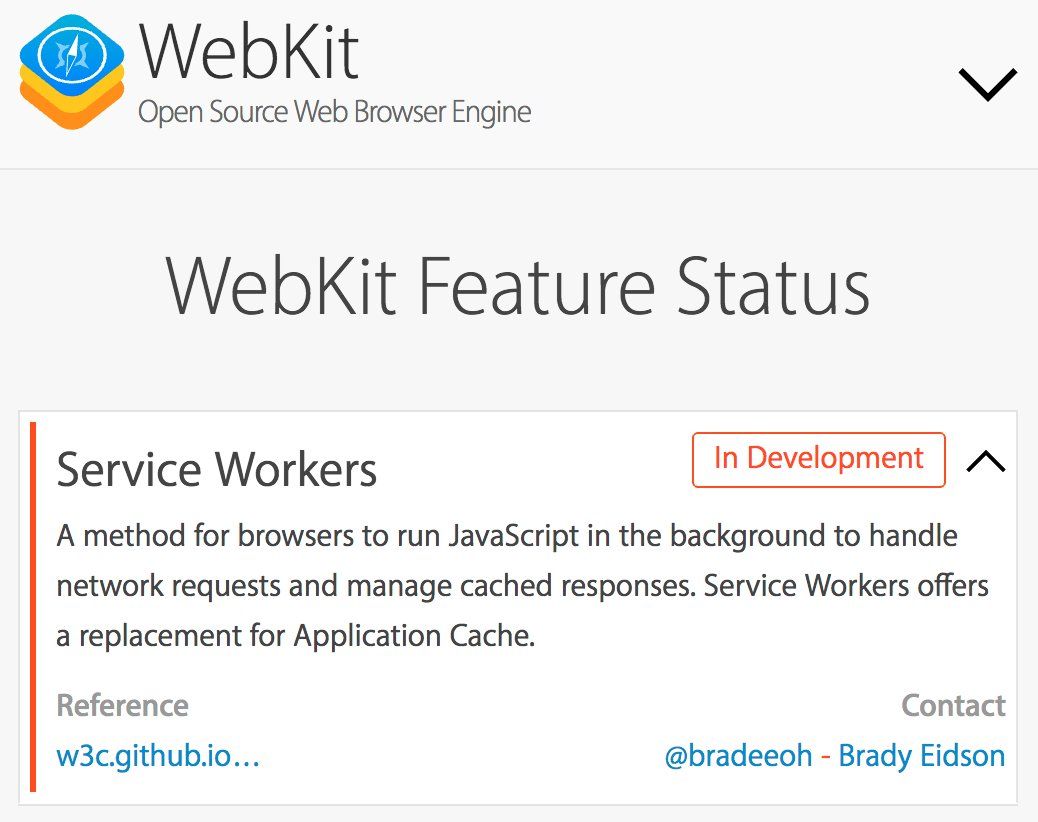 WebKit
Open Source Web Browser Engine
WebKit Feature Status
Service Workers
In Development
A method for browsers to run JavaScript in the background to handle
network requests and manage cached responses. Service Workers offers
a replacement for Application Cache.
Reference
Contact
w3c.github.io…
@bradeeoh - Brady Eidson